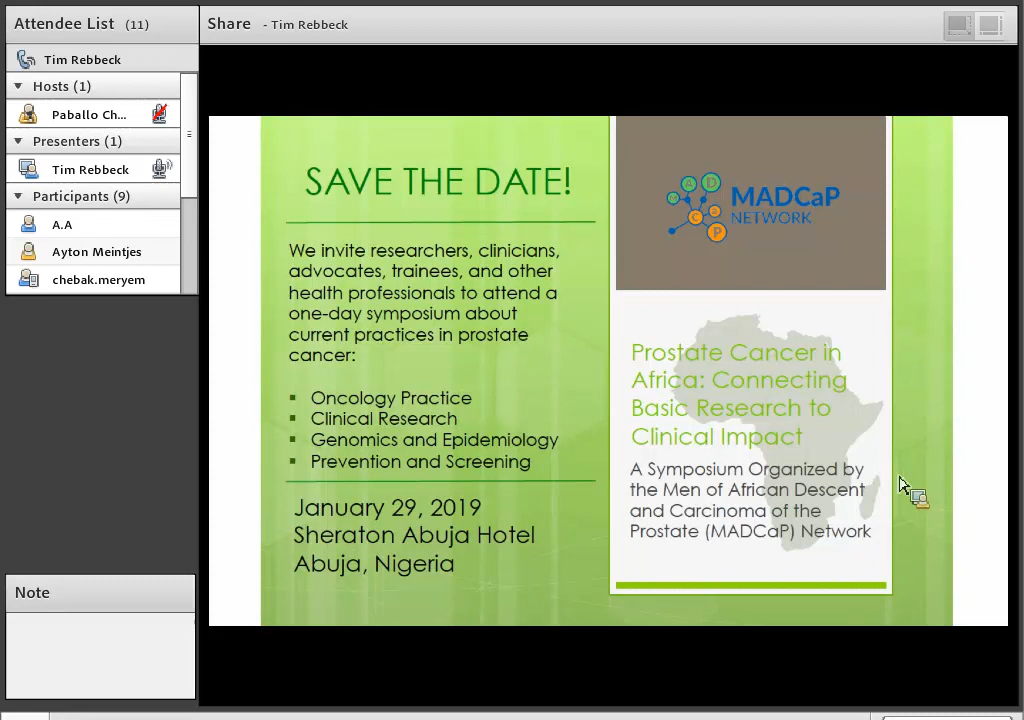 Attendee List (11)
Tim Rebbeck
Hosts (1)
Paballo Ch...
Presenters (1)
Tim Rebbeck
Participants (9)
A.A
Ayton Meintjes
chebak.meryem
Note
Share - Tim Rebbeck
SAVE THE DATE!
We invite researchers, clinicians,
advocates, trainees, and other
health professionals to attend a
one-day symposium about
current practices in prostate
cancer:
▪ Oncology Practice
▪ Clinical Research
▪ Genomics and Epidemiology
▪ Prevention and Screening
January 29, 2019
Sheraton Abuja Hotel
Abuja, Nigeria
M A D C a P
MADCaP
NETWORK
Prostate Cancer in
Africa: Connecting
Basic Research to
Clinical Impact
A Symposium Organized by
the Men of African Descent
and Carcinoma of the
Prostate (MADCaP) Network